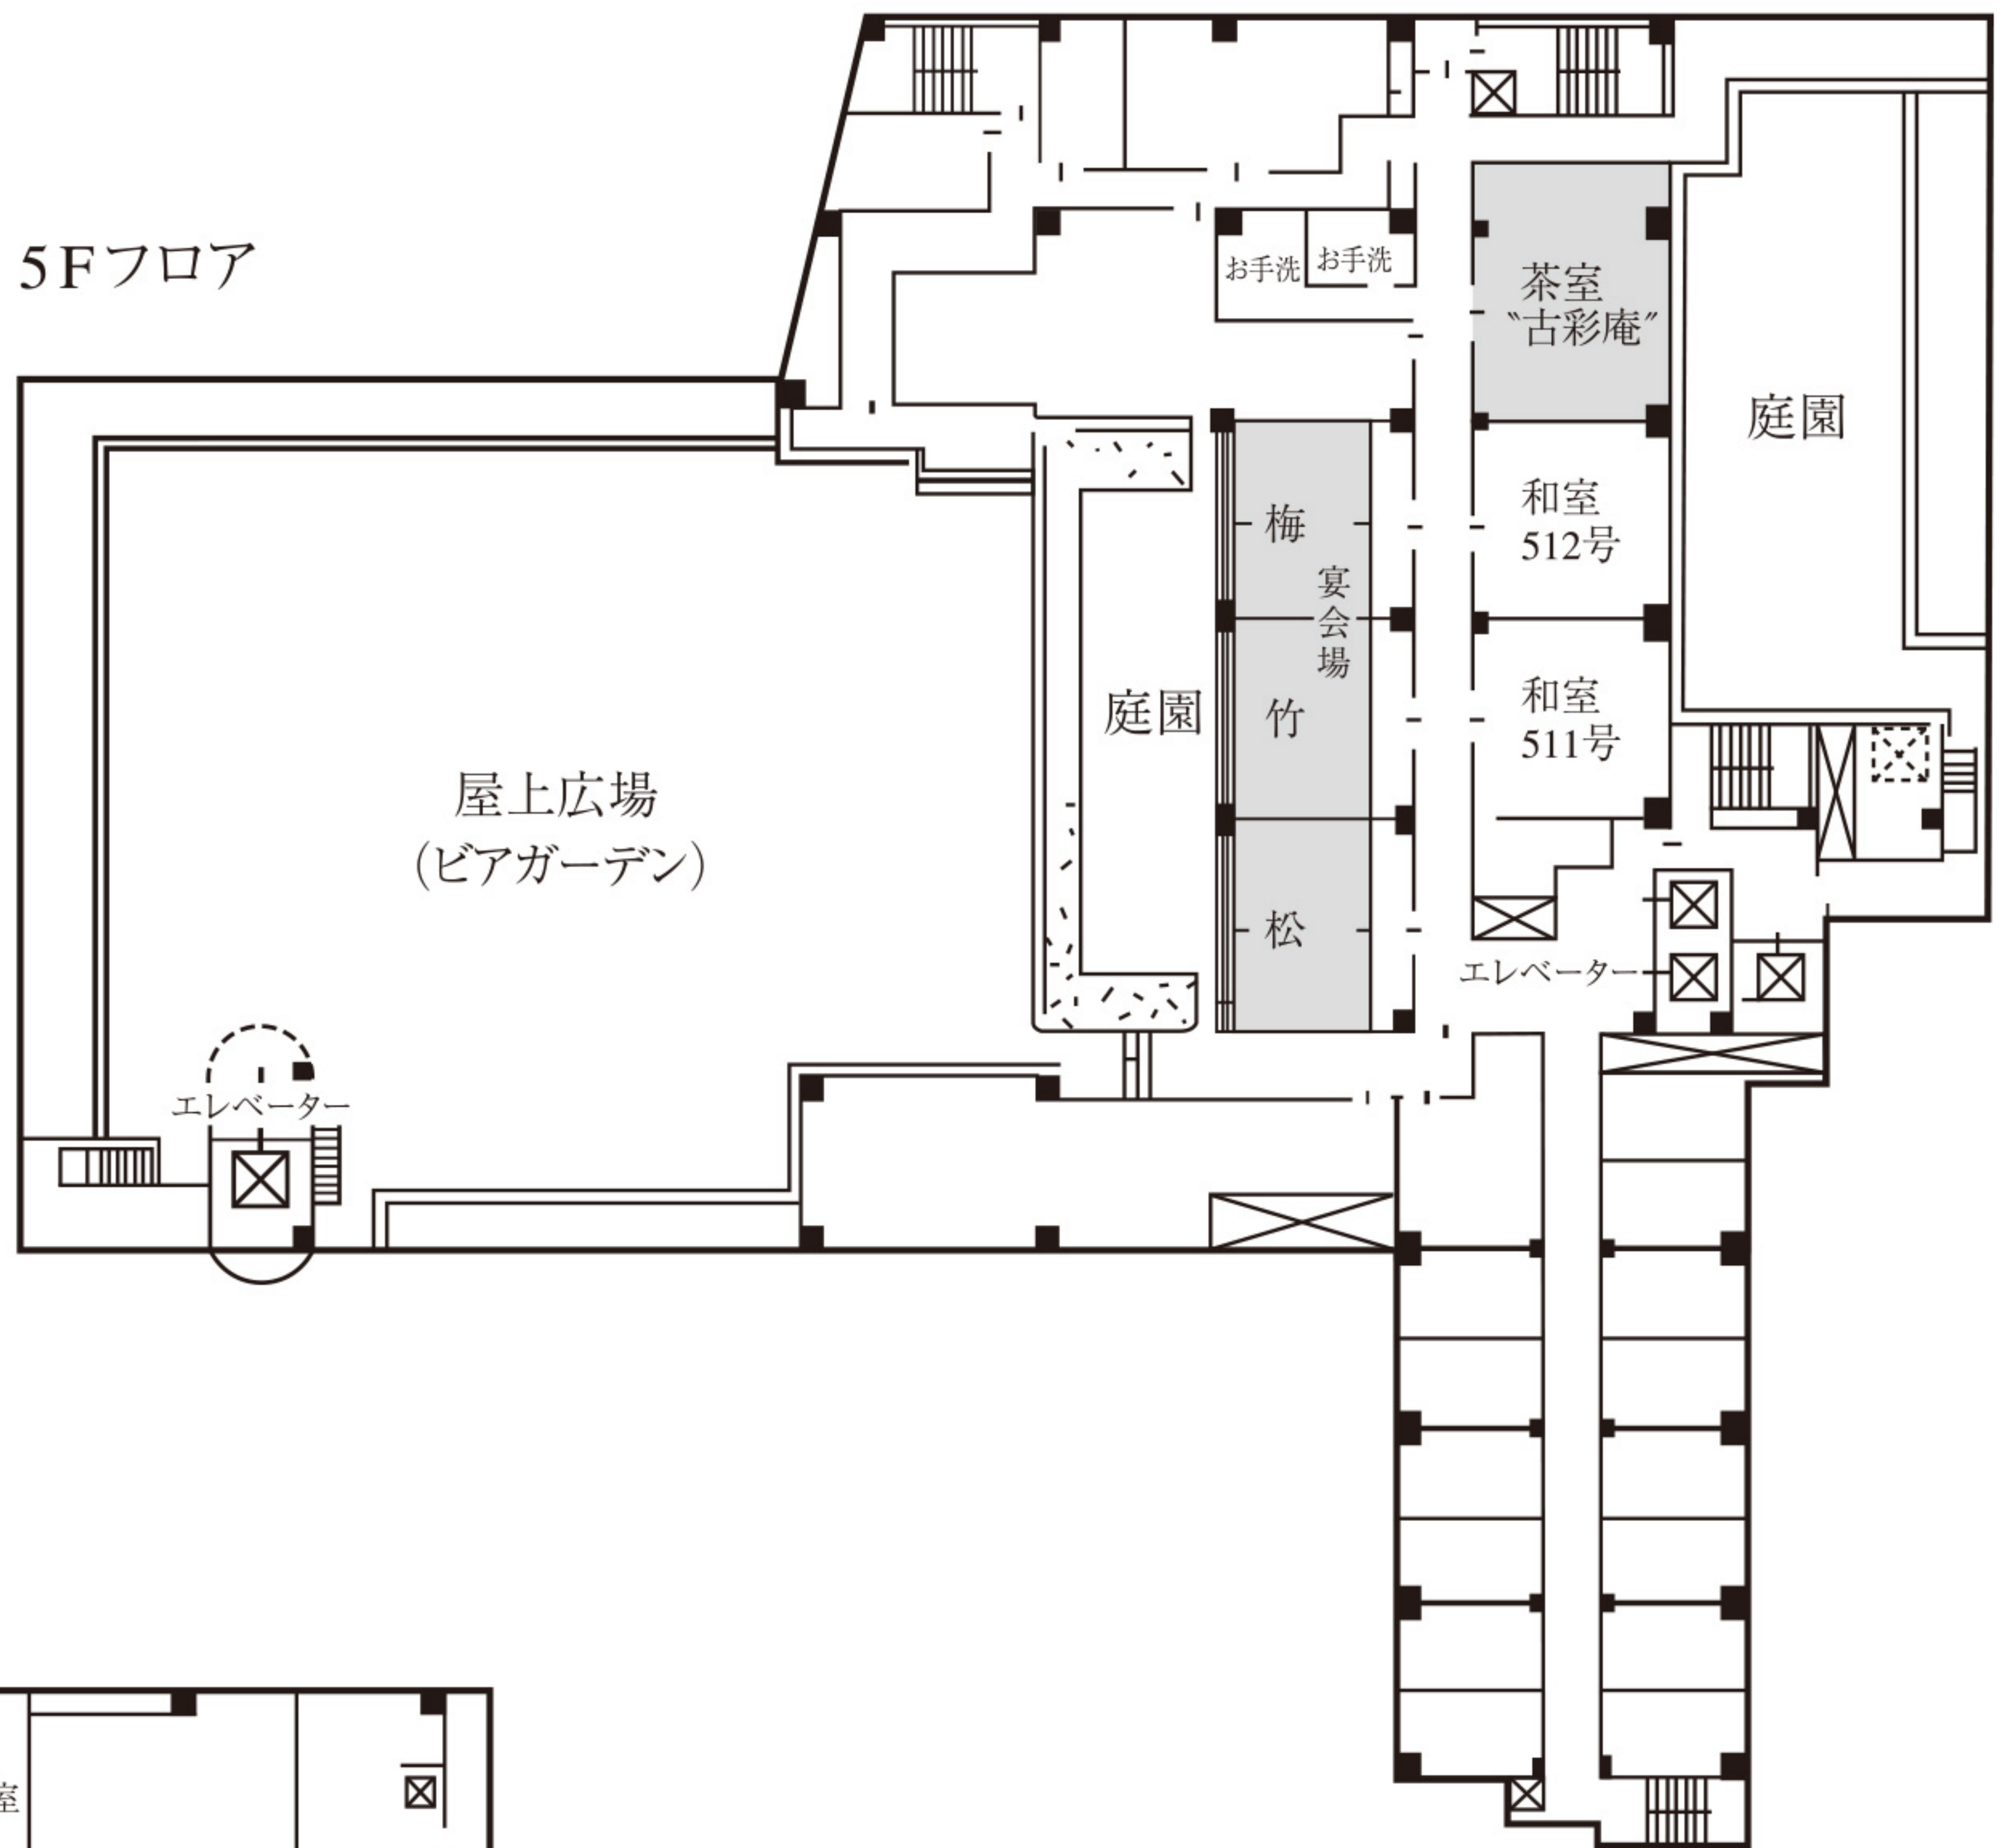 5Fフロア
お手洗
お手洗
茶室
〝古彩庵〟
庭園
梅
宴会場
和室
512号
竹
和室
511号
庭園
屋上広場
(ビアガーデン)
松
エレベーター
エレベーター
室